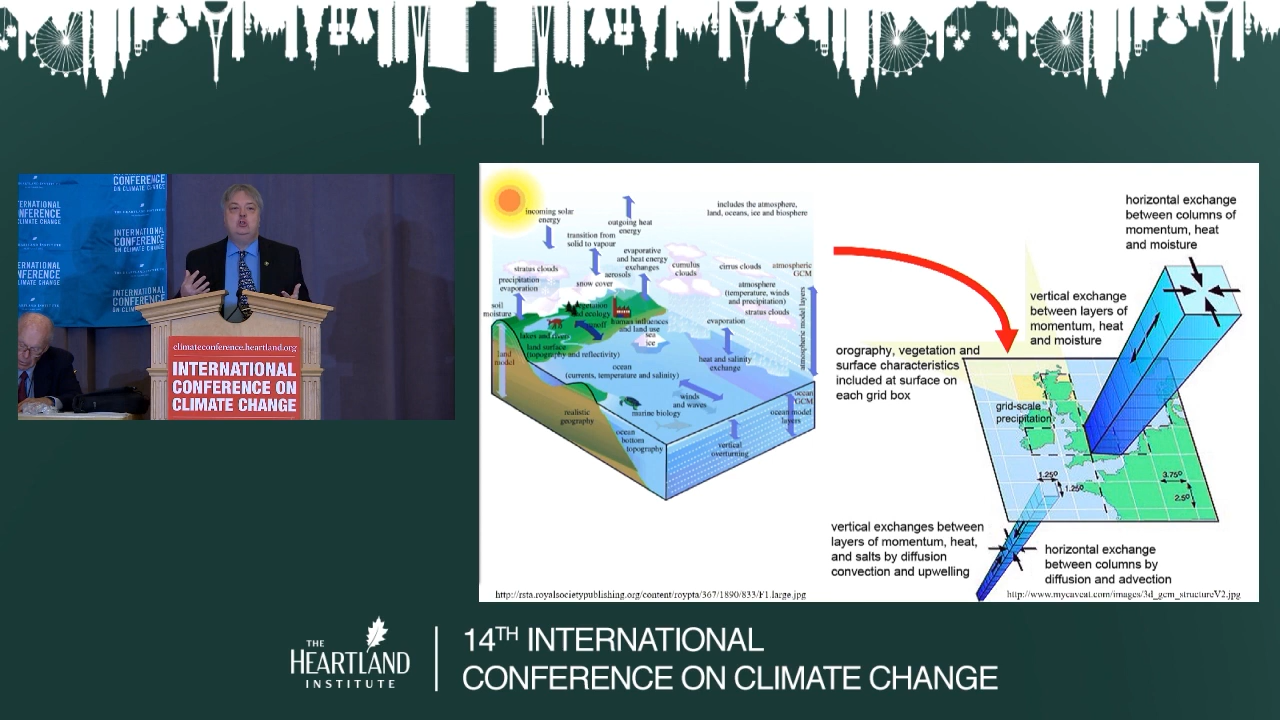 CONFERENCE
ON CLIMATE CHANGE
INTERNATIONAL
CONFERENCE
ON CLIMATE CHANGE
climateconference.heartland.org
INTERNATIONAL
CONFERENCE ON
CLIMATE CHANGE
incoming solar
energy
outgoing heat
energy
includes the atmosphere,
land, oceans, ice and biosphere
transition from
solid to vapour
evaporative
and heat energy
exchanges
stratus clouds
cumulus
clouds
cirrus clouds
atmospheric
GCM
precipitation
evaporation
aerosols
snow cover
atmosphere
(temperature, winds
and precipitation)
stratus clouds
soil
moisture
vegetation
and ecology
runoff
human influences
and land use
evaporation
atmospheric model layers
lakes and rivers
sea
ice
land surface
(topography and reflectivity)
land
model
heat and salinity
exchange
ocean
(currents, temperature and salinity)
winds
and waves
ocean
GCM
realistic
geography
marine biology
ocean model
layers
ocean
bottom
topography
vertical
overturning
http://rsta.royalsocietypublishing.org/content/roypta/367/1890/833/F1.large.jpg
horizontal exchange
between columns of
momentum, heat
and moisture
vertical exchange
between layers of
momentum, heat
and moisture
orography, vegetation and
surface characteristics
included at surface on
each grid box
grid-scale
precipitation
1.25°
1.25°
3.75°
2.5°
vertical exchanges between
layers of momentum, heat,
and salts by diffusion
convection and upwelling
horizontal exchange
between columns by
diffusion and advection
http://www.mycaveat.com/images/3d_gcm_structureV2.jpg
THE
HEARTLAND
INSTITUTE
14TH INTERNATIONAL
CONFERENCE ON CLIMATE CHANGE